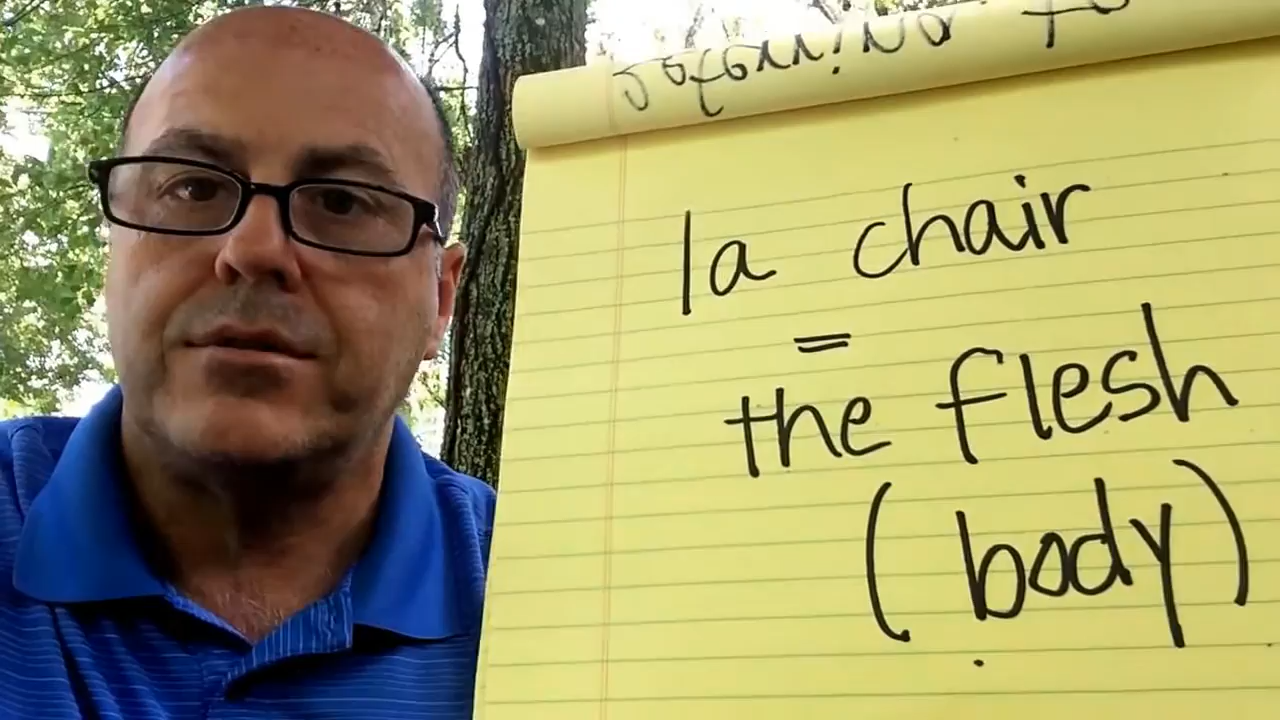 la chair
=
the flesh
(body)